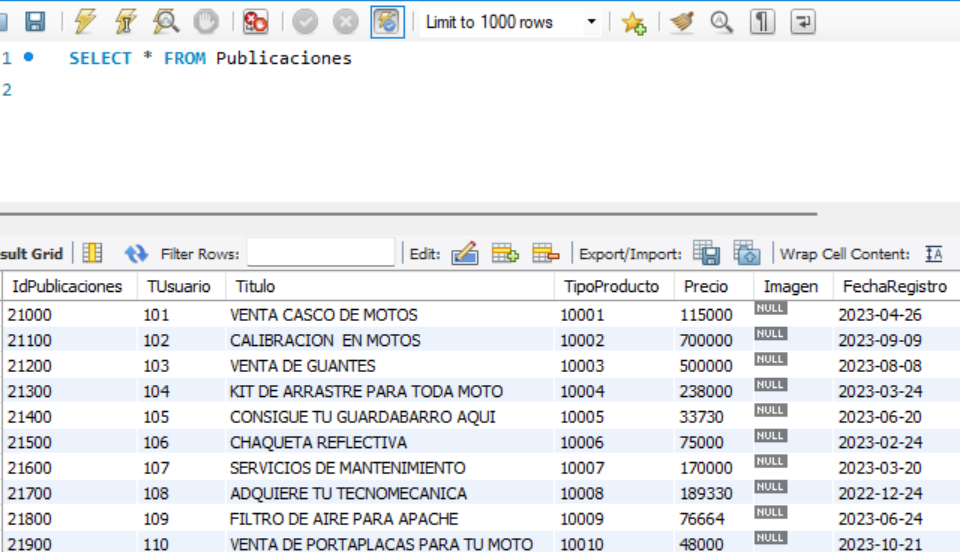 Limit to 1000 rows
1 SELECT * FROM Publicaciones
2
sult Grid Filter Rows: Edit: Export/Import: Wrap Cell Content: IA
IdPublicaciones TUsuario Titulo TipoProducto Precio Imagen FechaRegistro
21000 101 VENTA CASCO DE MOTOS 10001 115000 NULL 2023-04-26
21100 102 CALIBRACION EN MOTOS 10002 700000 NULL 2023-09-09
21200 103 VENTA DE GUANTES 10003 500000 NULL 2023-08-08
21300 104 KIT DE ARRASTRE PARA TODA MOTO 10004 238000 NULL 2023-03-24
21400 105 CONSIGUE TU GUARDABARRO AQUI 10005 33730 NULL 2023-06-20
21500 106 CHAQUETA REFLECTIVA 10006 75000 NULL 2023-02-24
21600 107 SERVICIOS DE MANTENIMIENTO 10007 170000 NULL 2023-03-20
21700 108 ADQUIERE TU TECNOMECANICA 10008 189330 NULL 2022-12-24
21800 109 FILTRO DE AIRE PARA APACHE 10009 76664 NULL 2023-06-24
21900 110 VENTA DE PORTAPLACAS PARA TU MOTO 10010 48000 NULL 2023-10-21